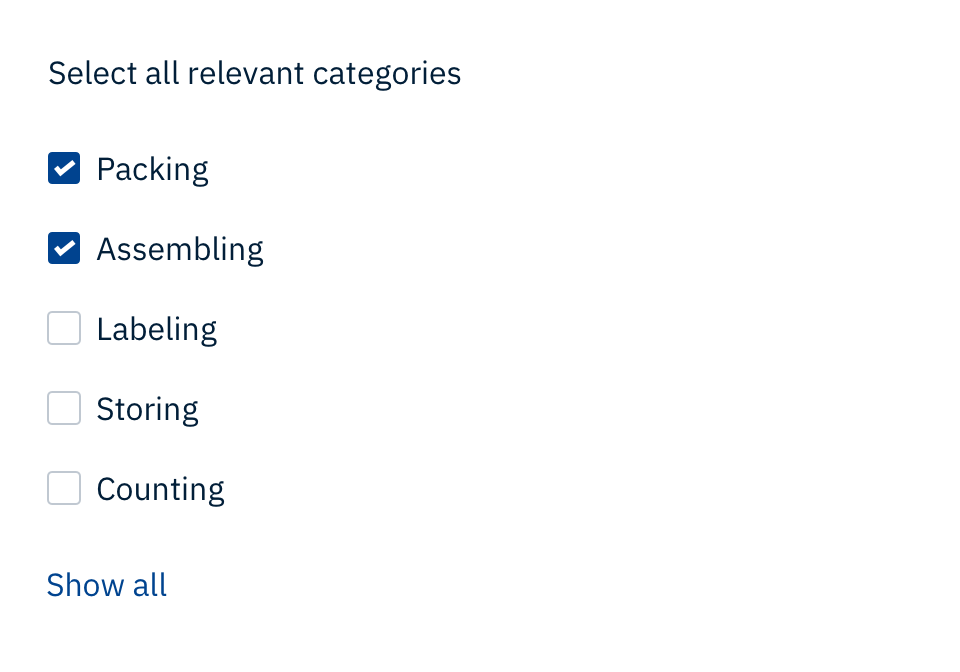 Select all relevant categories
Packing
Assembling
Labeling
Storing
Counting
Show all